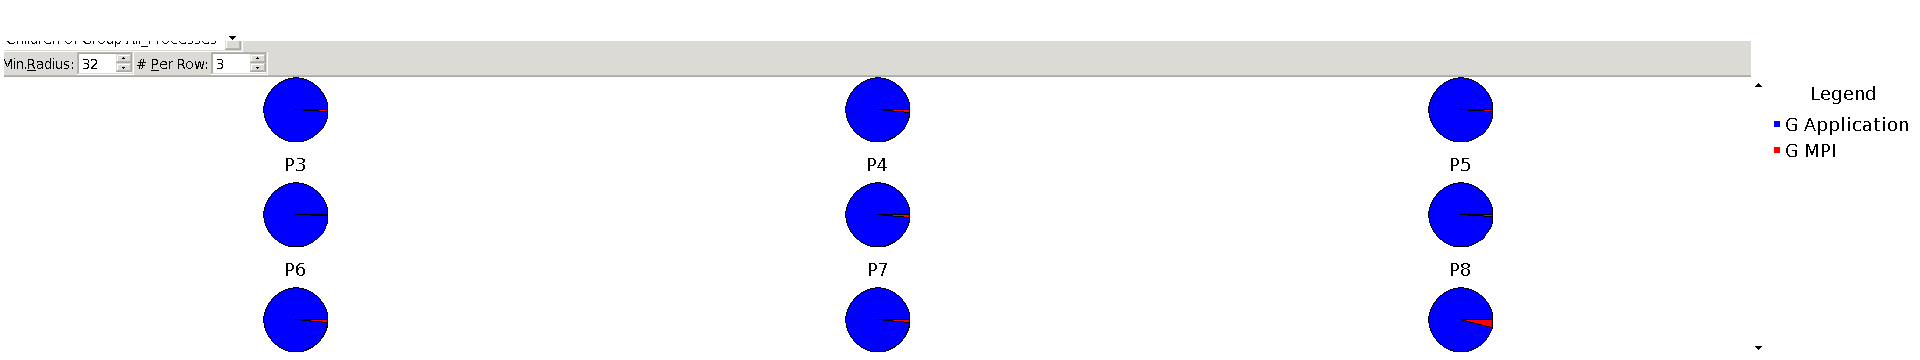 Children of Group All_Processes
Min.Radius: 32 # Per Row: 3
Legend
G Application
G MPI
P3 P4 P5
P6 P7 P8